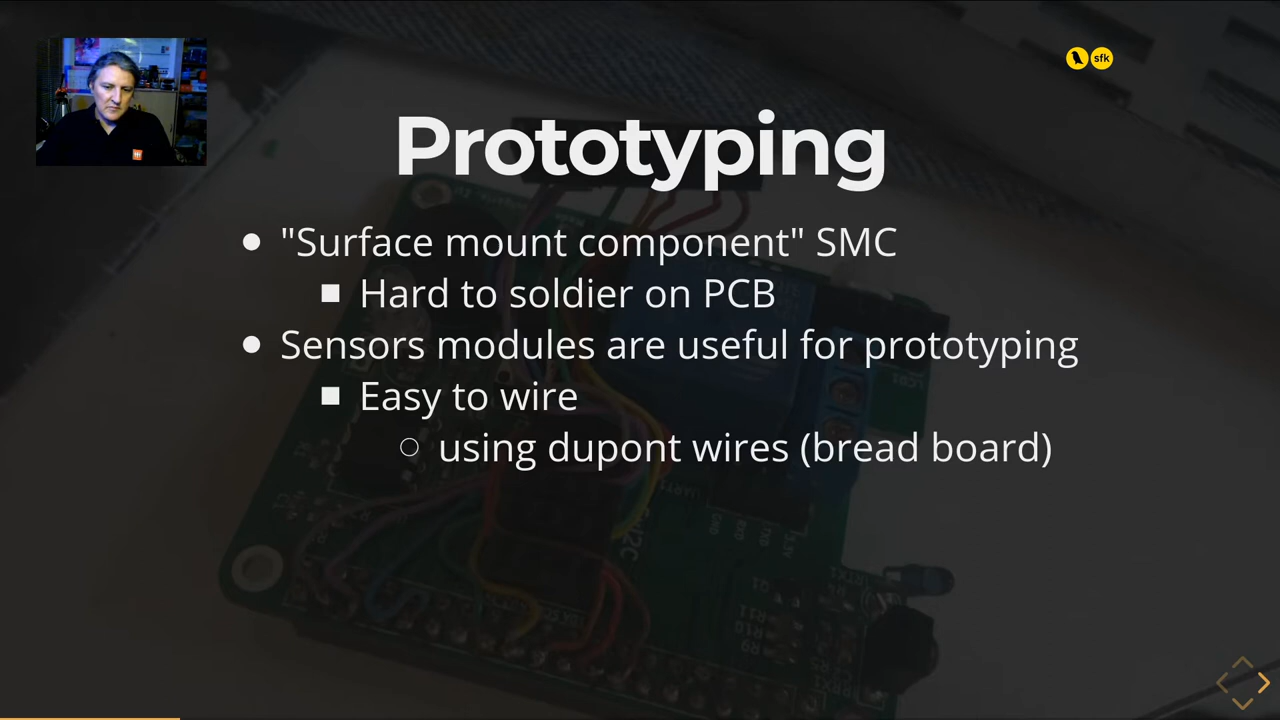 sfk
Prototyping
"Surface mount component" SMC
Hard to soldier on PCB
Sensors modules are useful for prototyping
Easy to wire
using dupont wires (bread board)